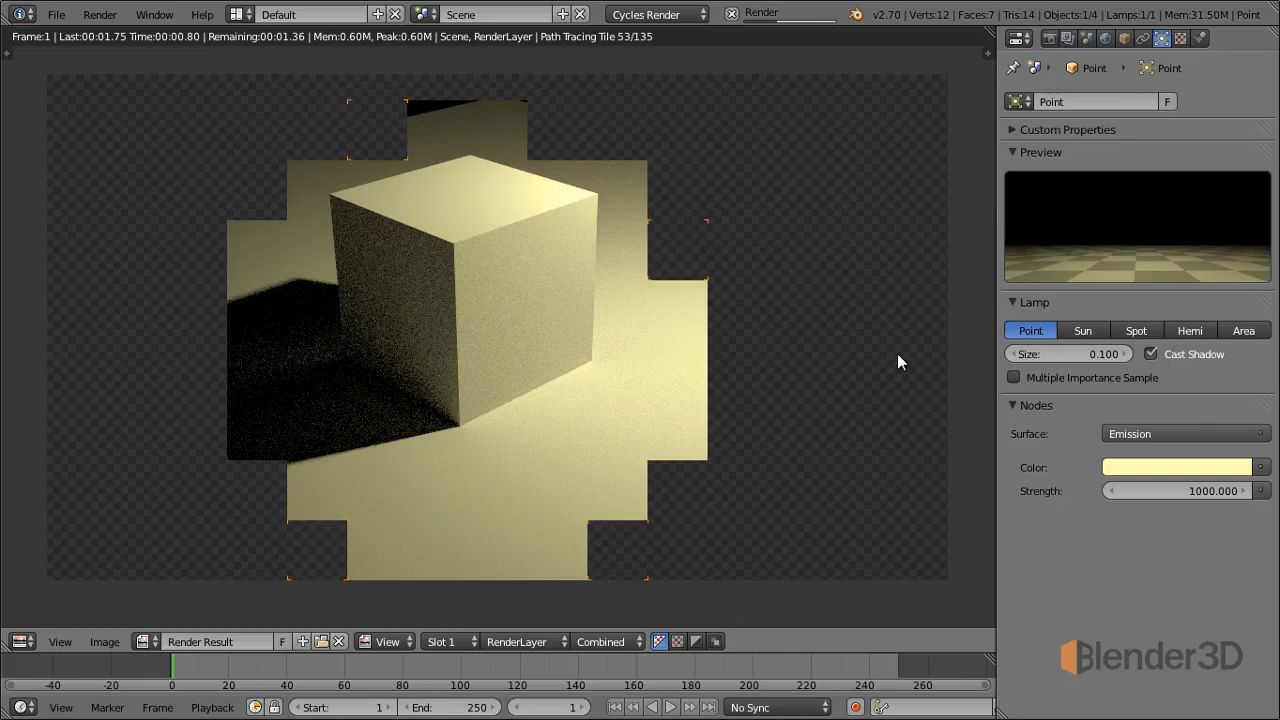 File Render Window Help Default Scene Cycles Render Render v2.70 | Verts:12 | Faces:7 | Tris:14 | Objects:1/4 | Lamps:1/1 | Mem:31.50M | Point
Frame:1 | Last:00:01.75 Time:00:00.80 | Remaining:00:01.36 | Mem:0.60M, Peak:0.60M | Scene, RenderLayer | Path Tracing Tile 53/135
Point Point
Point F
Custom Properties
Preview
Lamp
Point Sun Spot Hemi Area
Size: 0.100 Cast Shadow
Multiple Importance Sample
Nodes
Surface: Emission
Color:
Strength: 1000.000
Blender3D
View Image Render Result F View Slot 1 RenderLayer Combined
-40 -20 0 20 40 60 80 100 120 140 160 180 200 220 240 260
View Marker Frame Playback Start: 1 End: 250 1 No Sync